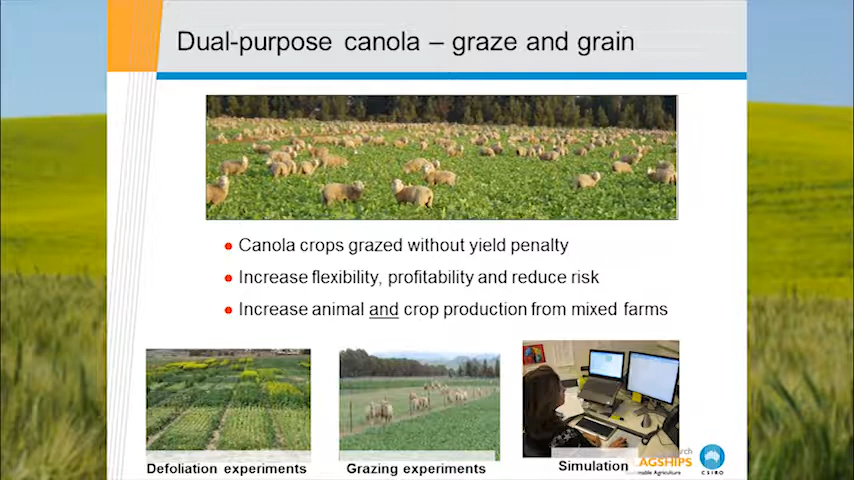 Dual-purpose canola – graze and grain
• Canola crops grazed without yield penalty
• Increase flexibility, profitability and reduce risk
• Increase animal and crop production from mixed farms
Defoliation experiments
Grazing experiments
Simulation
AGSHIPS
Agriculture
CSIRO